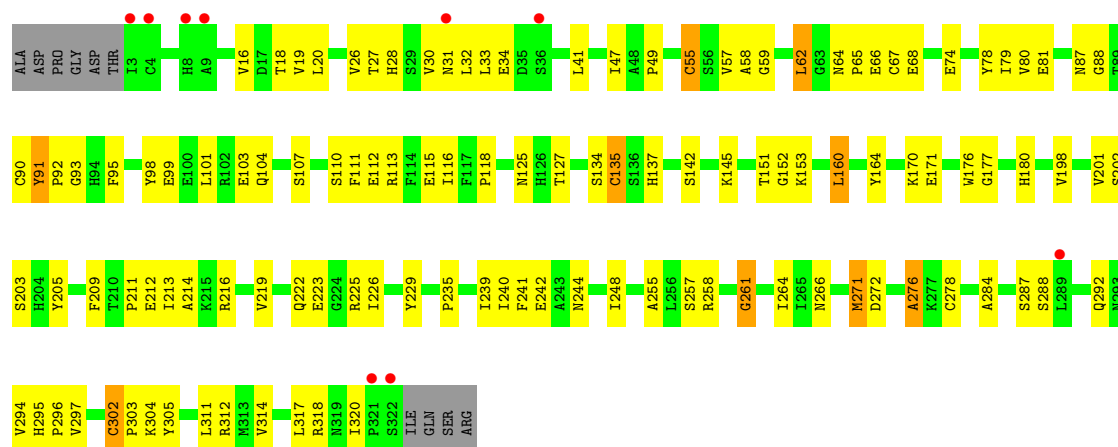 ALA ASP PRO GLY ASP THR I3 C4 H8 A9 V16 D17 T18 V19 L20 V26 T27 H28 S29 V30 N31 L32 L33 E34 D35 S36 L41 I47 A48 P49 C55 S56 V57 A58 G59 L62 G63 N64 P65 E66 C67 E68 E74 Y78 I79 V80 E81 N87 G88 T89
C90 Y91 P92 G93 H94 F95 Y98 E99 E100 L101 R102 E103 Q104 S107 S110 F111 E112 R113 F114 E115 I116 F117 P118 N125 H126 T127 S134 C135 S136 H137 S142 K145 T151 G152 K153 L160 Y164 K170 E171 W176 G177 H180 V198 V201 S202
S203 H204 Y205 F209 T210 P211 E212 I213 A214 K215 R216 V219 Q222 E223 G224 R225 I226 Y229 P235 I239 I240 F241 E242 A243 N244 I248 A255 L256 S257 R258 G261 I264 I265 N266 M271 D272 A276 K277 C278 A284 S287 S288 L289 Q292 N293
V294 H295 P296 V297 C302 P303 K304 Y305 L311 R312 M313 V314 L317 R318 N319 I320 P321 S322 ILE GLN SER ARG